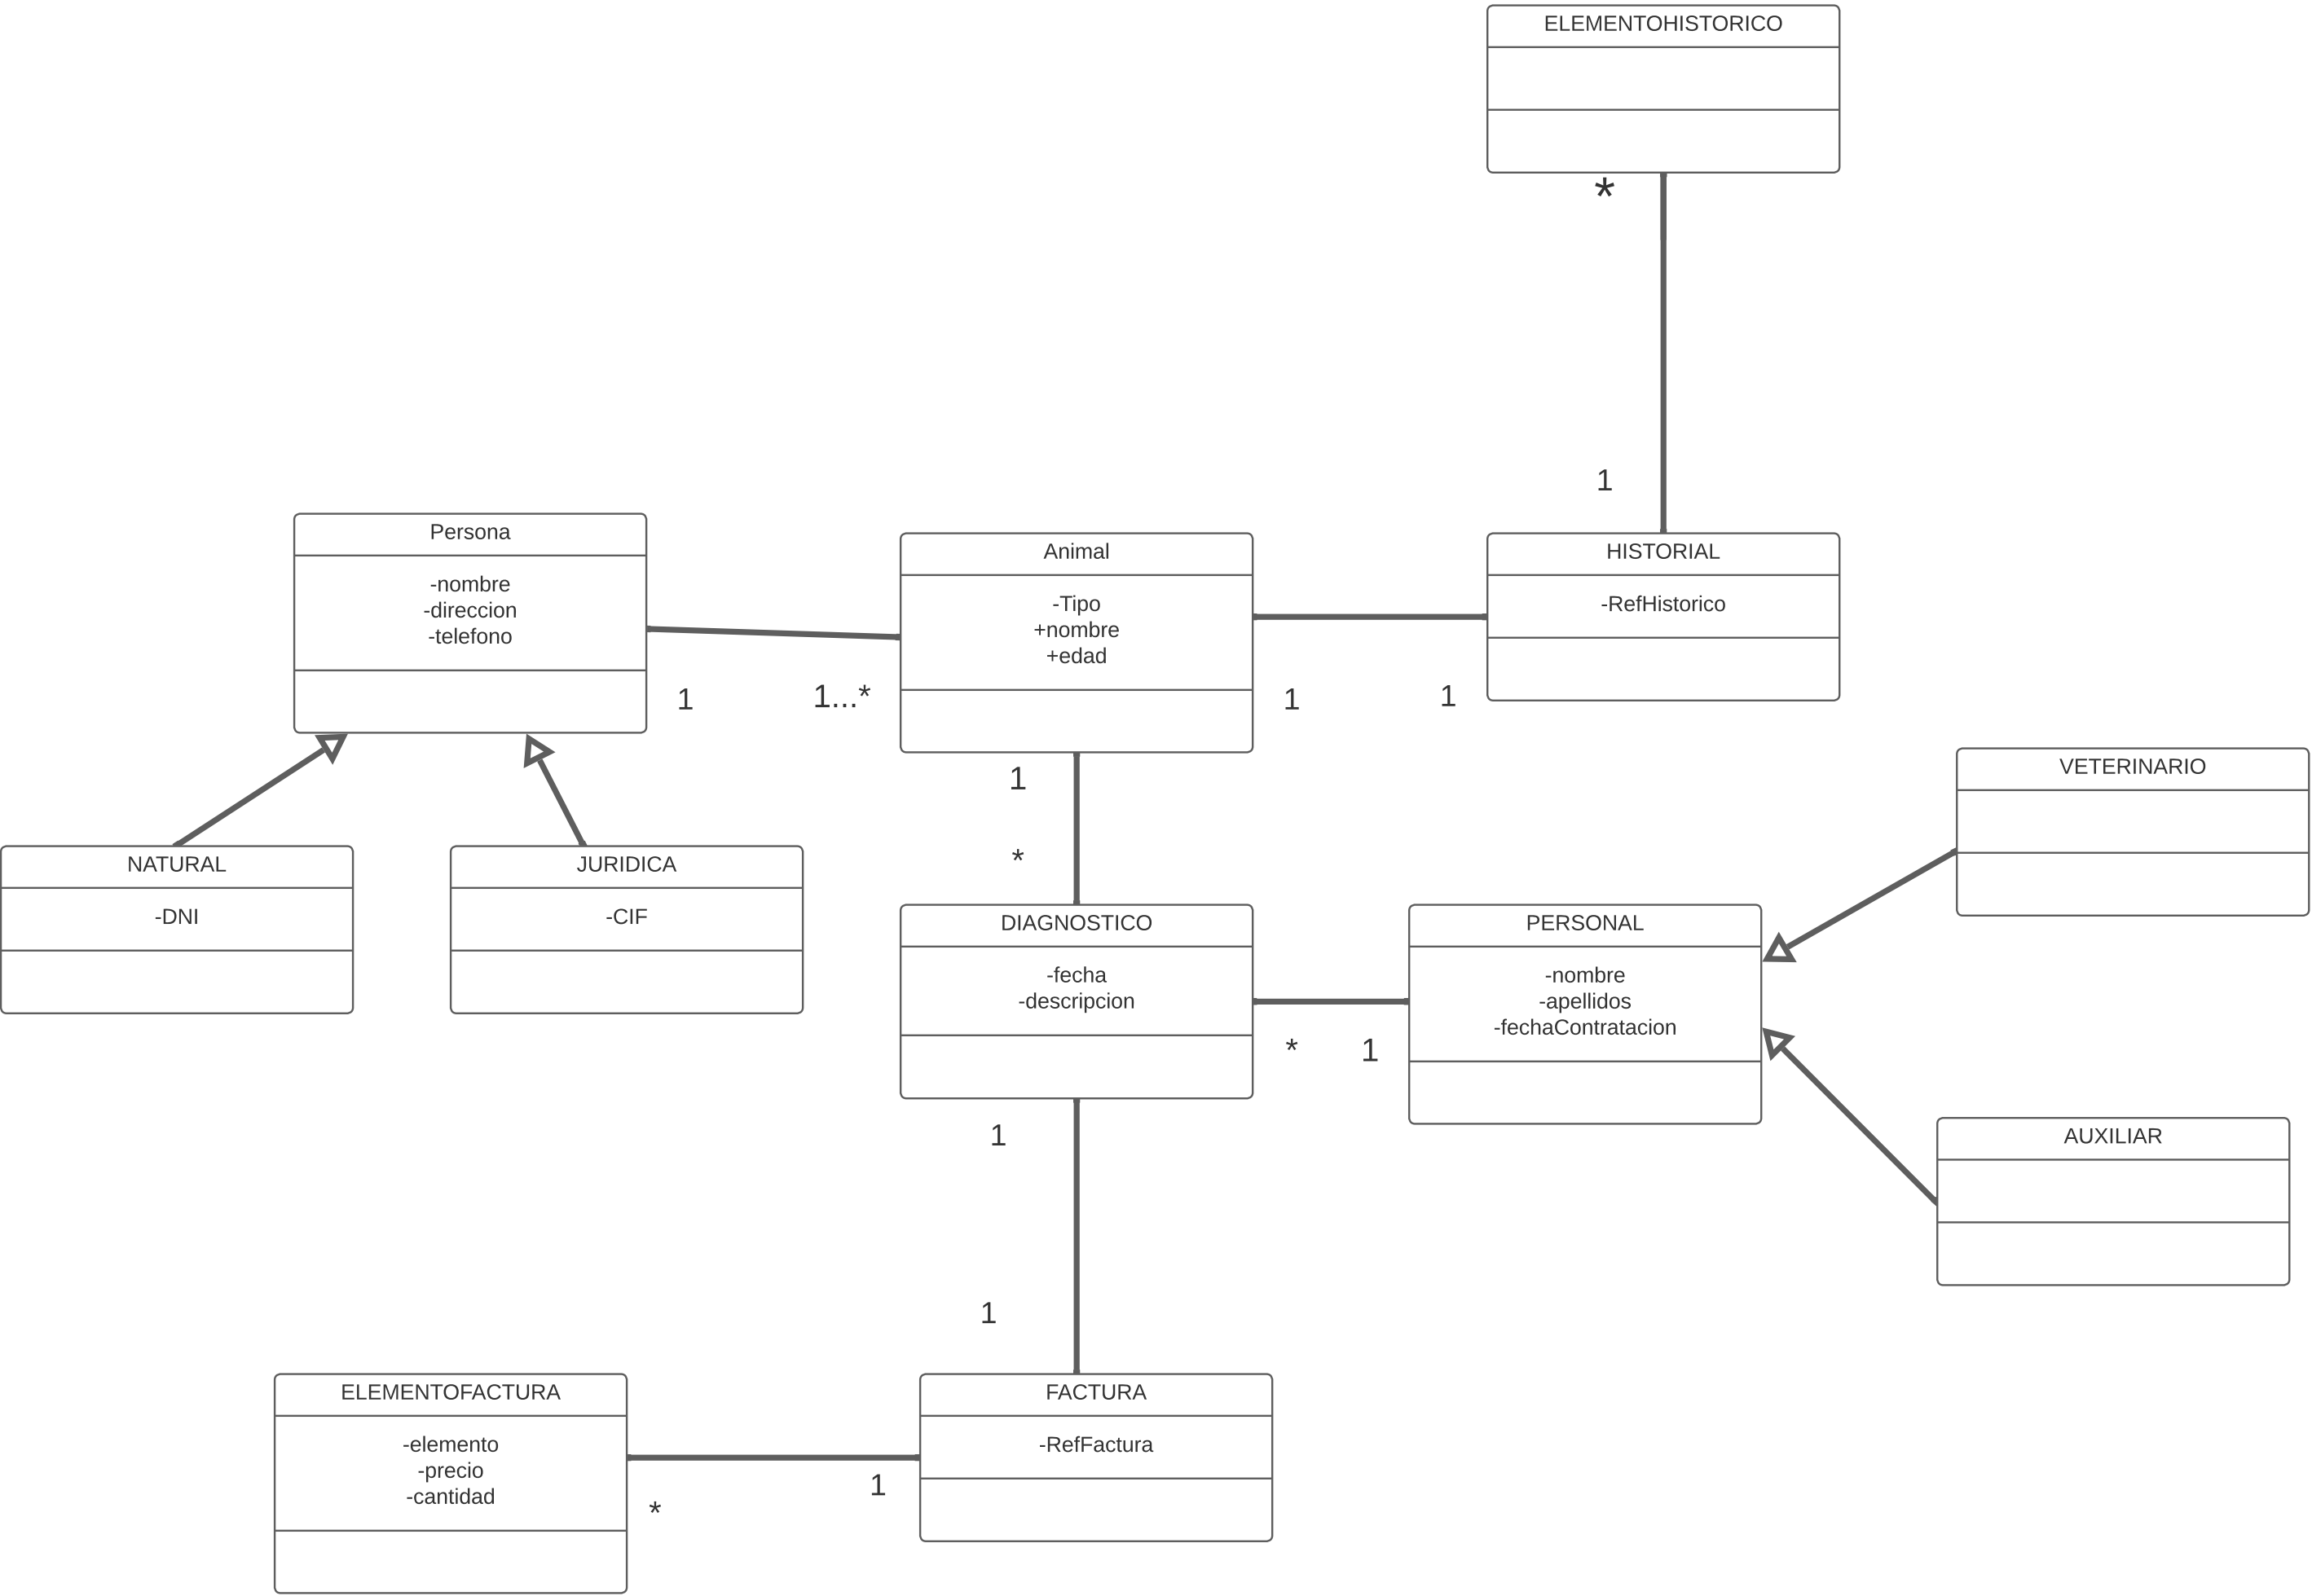 ELEMENTOHISTORICO
*
1
Persona
-nombre
-direccion
-telefono
Animal
-Tipo
+nombre
+edad
HISTORIAL
-RefHistorico
1
1...*
1
1
1
*
NATURAL
-DNI
JURIDICA
-CIF
DIAGNOSTICO
-fecha
-descripcion
PERSONAL
-nombre
-apellidos
-fechaContratacion
VETERINARIO
*
1
AUXILIAR
1
1
ELEMENTOFACTURA
-elemento
-precio
-cantidad
FACTURA
-RefFactura
*
1